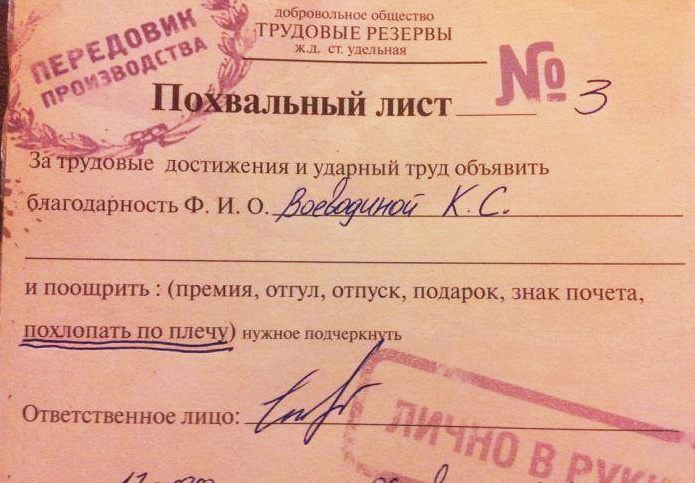 ПЕРЕДОВИК
ПРОИЗВОДСТВА
добровольное общество
ТРУДОВЫЕ РЕЗЕРВЫ
ж.д. ст. удельная
Похвальный лист № 3
За трудовые достижения и ударный труд объявить
благодарность Ф. И. О. Воеводиной К. С.
и поощрить : (премия, отгул, отпуск, подарок, знак почета,
похлопать по плечу) нужное подчеркнуть
Ответственное лицо:
ЛИЧНО В РУКИ